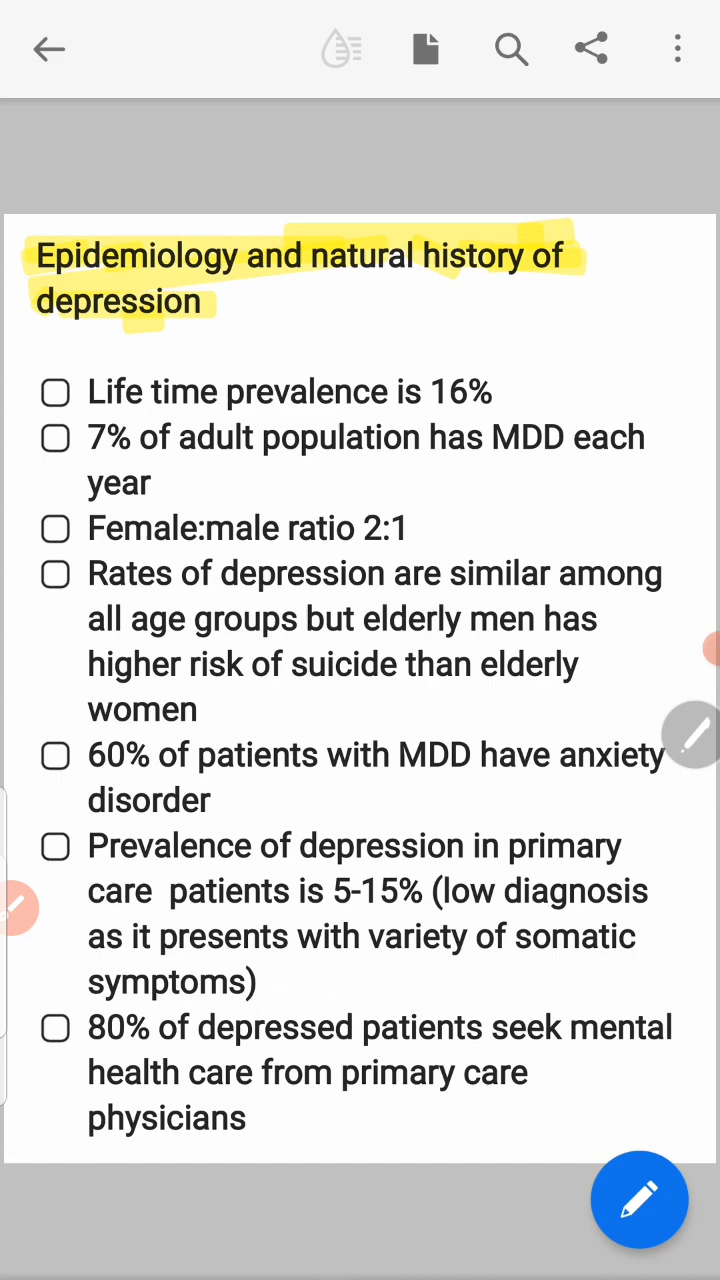 Epidemiology and natural history of
depression
Life time prevalence is 16%
7% of adult population has MDD each
year
Female:male ratio 2:1
Rates of depression are similar among
all age groups but elderly men has
higher risk of suicide than elderly
women
60% of patients with MDD have anxiety
disorder
Prevalence of depression in primary
care patients is 5-15% (low diagnosis
as it presents with variety of somatic
symptoms)
80% of depressed patients seek mental
health care from primary care
physicians